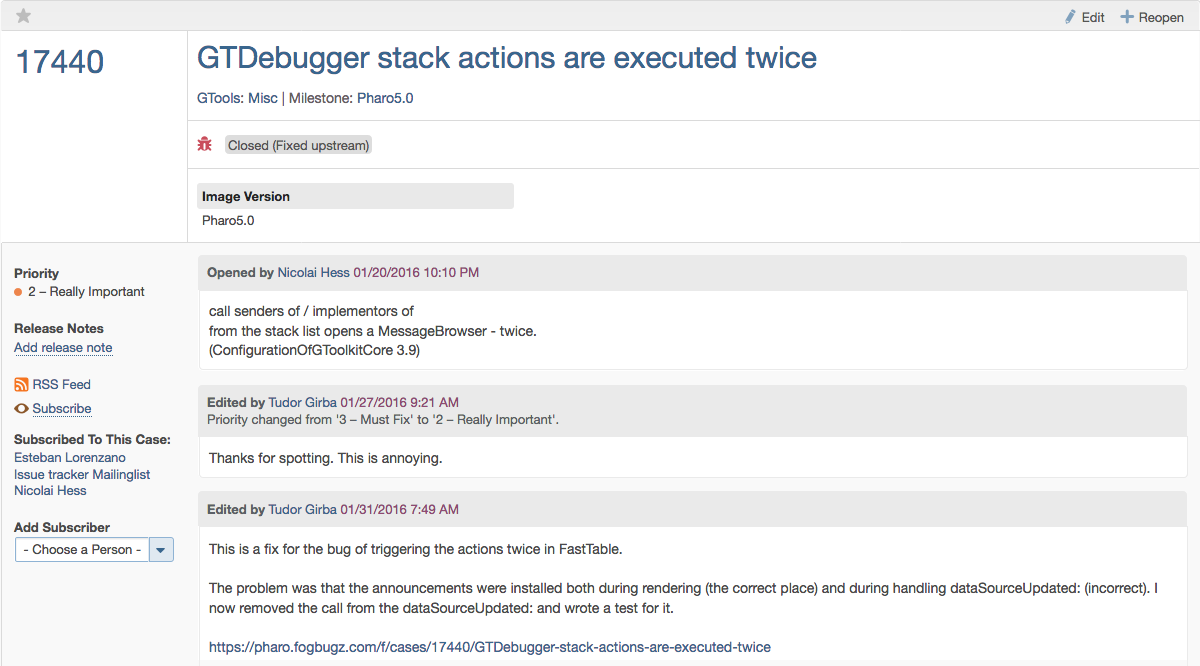 Edit Reopen
17440
GTDebugger stack actions are executed twice
GTools: Misc | Milestone: Pharo5.0
Closed (Fixed upstream)
Image Version
Pharo5.0
Priority
2 – Really Important
Release Notes
Add release note
RSS Feed
Subscribe
Subscribed To This Case:
Esteban Lorenzano
Issue tracker Mailinglist
Nicolai Hess
Add Subscriber
- Choose a Person -
Opened by Nicolai Hess 01/20/2016 10:10 PM
call senders of / implementors of
from the stack list opens a MessageBrowser - twice.
(ConfigurationOfGToolkitCore 3.9)
Edited by Tudor Girba 01/27/2016 9:21 AM
Priority changed from '3 – Must Fix' to '2 – Really Important'.
Thanks for spotting. This is annoying.
Edited by Tudor Girba 01/31/2016 7:49 AM
This is a fix for the bug of triggering the actions twice in FastTable.
The problem was that the announcements were installed both during rendering (the correct place) and during handling dataSourceUpdated: (incorrect). I
now removed the call from the dataSourceUpdated: and wrote a test for it.
https://pharo.fogbugz.com/f/cases/17440/GTDebugger-stack-actions-are-executed-twice